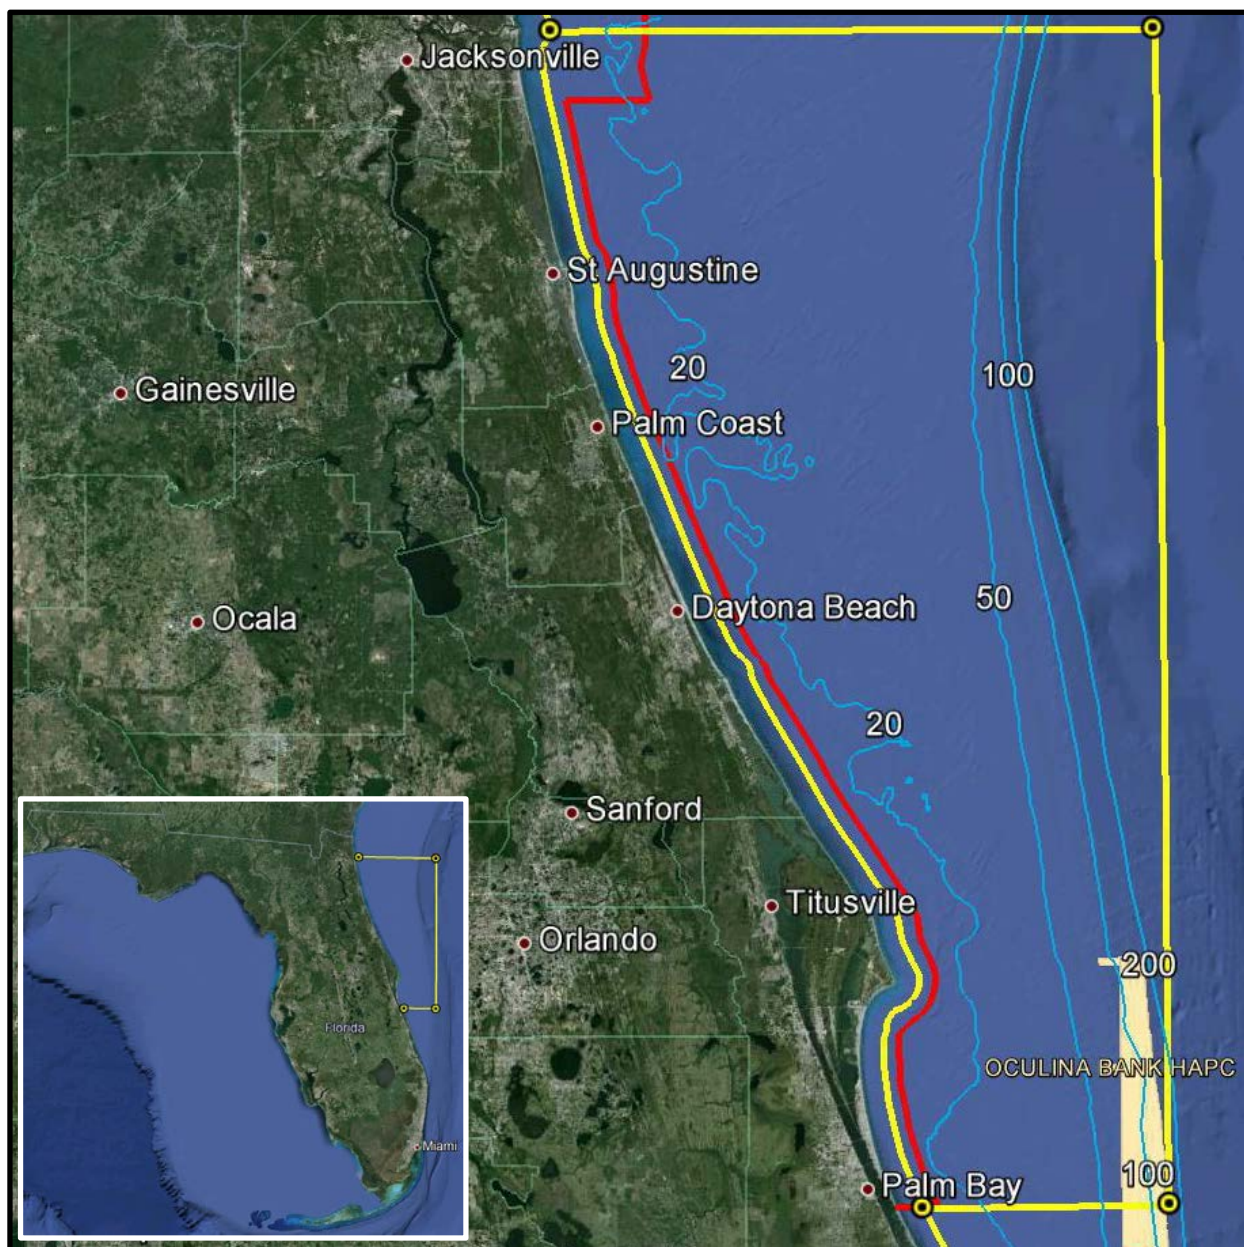 Jacksonville
St Augustine
20
100
Gainesville
Palm Coast
50
Daytona Beach
Ocala
20
Sanford
Titusville
Orlando
200
OCULINA BANK HAPC
100
Palm Bay
Florida
Miami